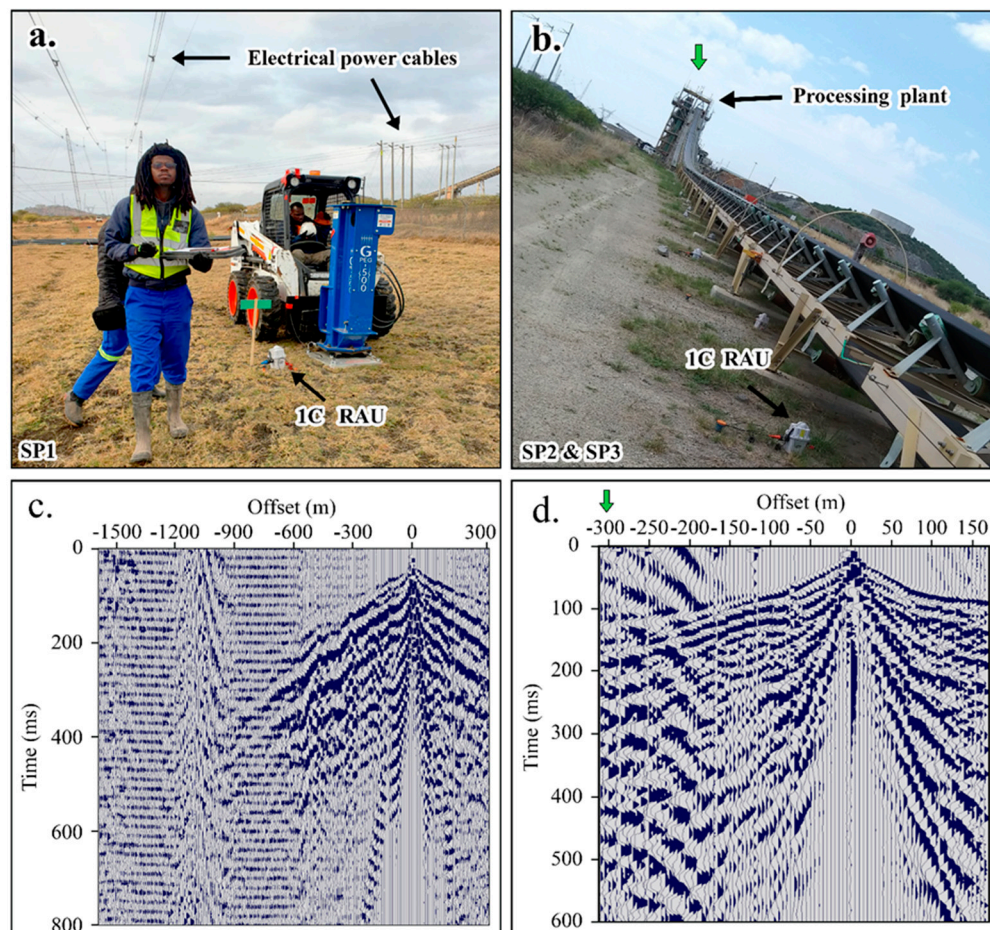 a.
Electrical power cables
G
PEG
500
1C RAU
SP1
b.
Processing plant
1C RAU
SP2 & SP3
c.
Offset (m)
-1500 -1200 -900 -600 -300 0 300
Time (ms)
0
200
400
600
800
d.
Offset (m)
-300 -250 -200 -150 -100 -50 0 50 100 150
Time (ms)
0
100
200
300
400
500
600